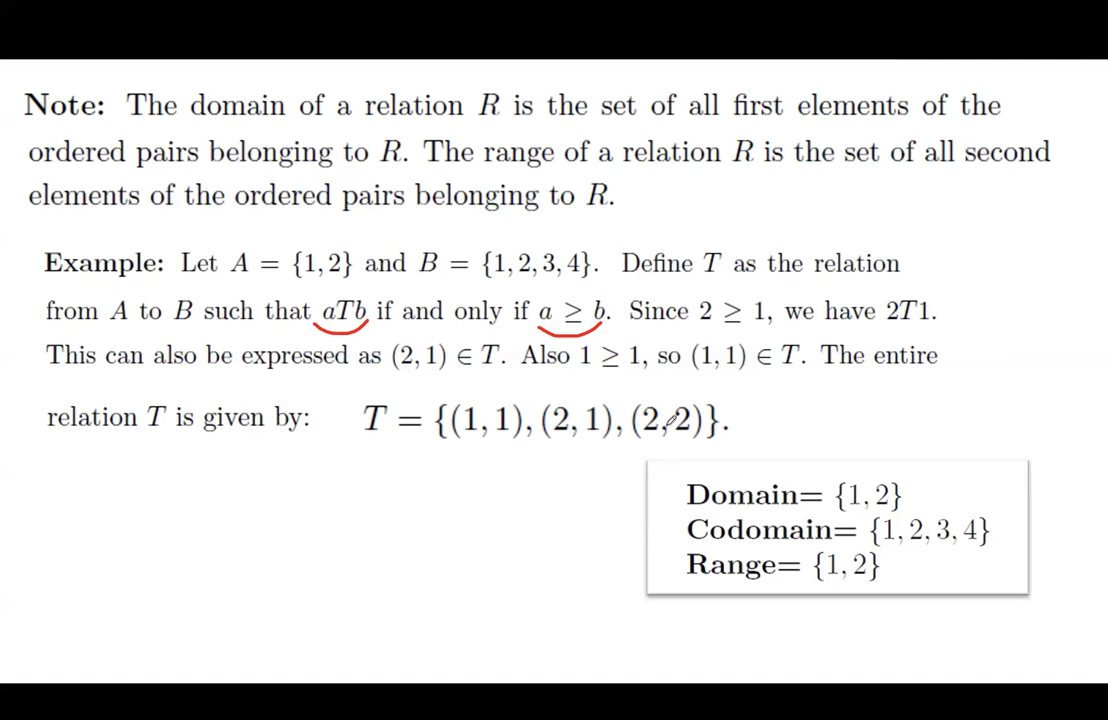 Note: The domain of a relation R is the set of all first elements of the
ordered pairs belonging to R. The range of a relation R is the set of all second
elements of the ordered pairs belonging to R.
Example: Let A = {1, 2} and B = {1, 2, 3, 4}. Define T as the relation
from A to B such that aTb if and only if a ≥ b. Since 2 ≥ 1, we have 2T1.
This can also be expressed as (2, 1) ∈ T. Also 1 ≥ 1, so (1, 1) ∈ T. The entire
relation T is given by: T = {(1, 1), (2, 1), (2, 2)}.
Domain= {1, 2}
Codomain= {1, 2, 3, 4}
Range= {1, 2}